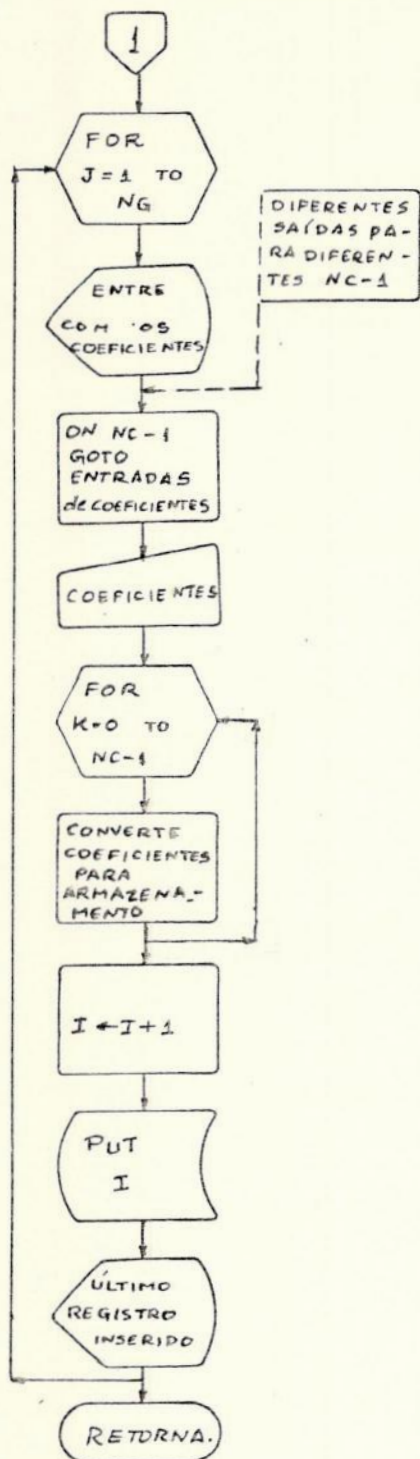 1
FOR
J=1 TO
NG
DIFERENTES
SAÍDAS PA-
RA DIFEREN-
TES NC-1
ENTRE
COM OS
COEFICIENTES
ON NC-1
GOTO
ENTRADAS
de COEFICIENTES
COEFICIENTES
FOR
K=0 TO
NC-1
CONVERTE
COEFICIENTES
PARA
ARMAZENA-
MENTO
I ← I+1
PUT
I
ÚLTIMO
REGISTRO
INSERIDO
RETORNA.